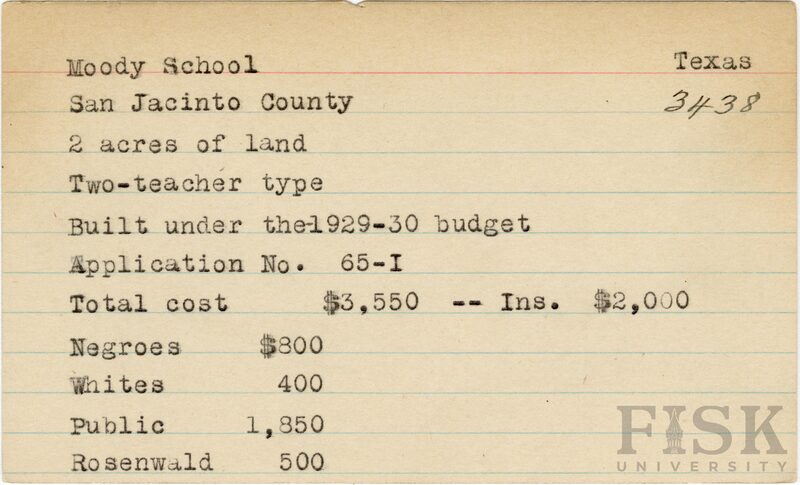 Moody School Texas
San Jacinto County 3438
2 acres of land
Two-teacher type
Built under the-1929-30 budget
Application No. 65-I
Total cost $3,550 -- Ins. $2,000
Negroes $800
Whites 400
Public 1,850
Rosenwald 500
FISK
UNIVERSITY